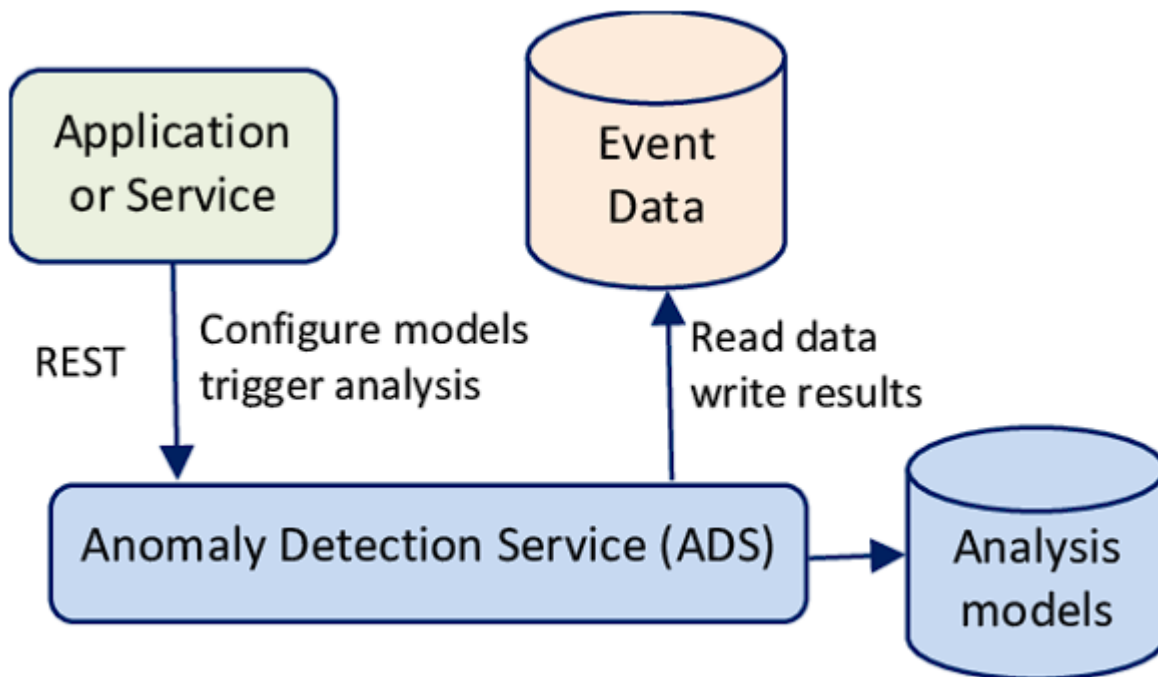 Application
or Service
Event
Data
REST
Configure models
trigger analysis
Read data
write results
Anomaly Detection Service (ADS)
Analysis
models